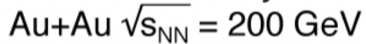 Au+Au √sNN = 200 GeV